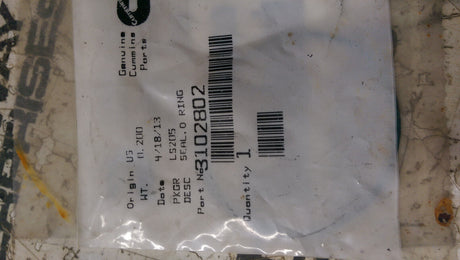 Genuine
Cummins
Parts
Origin US
WT. 0.200
Date 4/18/13
PKGR LS205
DESC SEAL,O RING
Part No 3102802
Quantity 1